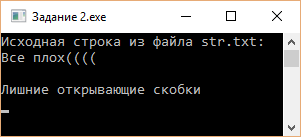 Задание 2.exe
Исходная строка из файла str.txt:
Все плох((((
Лишние открывающие скобки